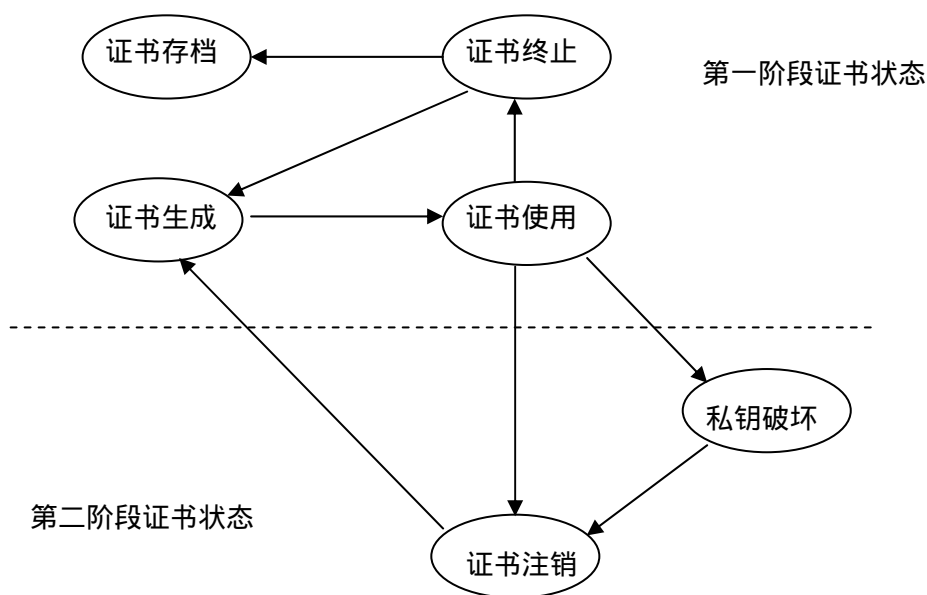 证书存档
证书终止
第一阶段证书状态
证书生成
证书使用
私钥破坏
第二阶段证书状态
证书注销